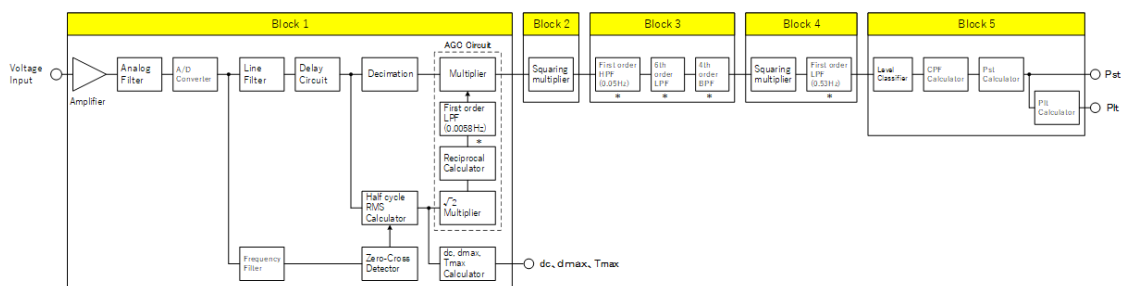 Block 1
Block 2
Block 3
Block 4
Block 5
AGO Circuit
Voltage
Input
Amplifier
Analog
Filter
A/D
Converter
Line
Filter
Delay
Circuit
Decimation
Multiplier
Squaring
multiplier
First order
HPF
(0.05Hz)
*
6th
order
LPF
*
4th
order
BPF
*
Squaring
multiplier
First order
LPF
(0.53Hz)
*
Level
Classifier
CPF
Calculator
Pst
Calculator
Pst
Plt
Calculator
Plt
First order
LPF
(0.0058Hz)
*
Reciprocal
Calculator
√2
Multiplier
Half cycle
RMS
Calculator
Frequency
Filter
Zero-Cross
Detector
dc, dmax,
Tmax
Calculator
dc、dmax、Tmax